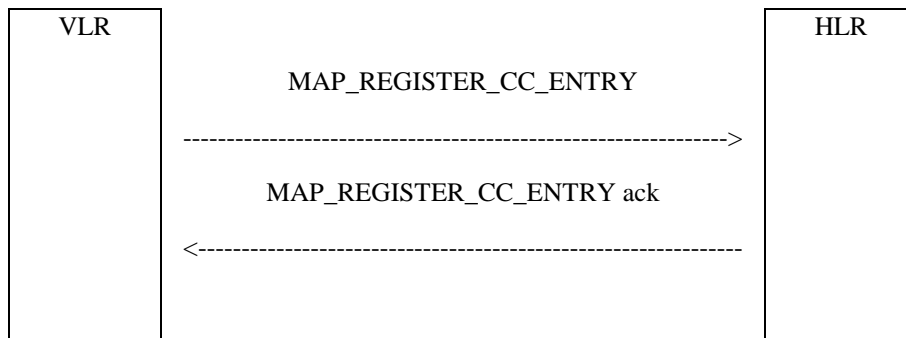 VLR
HLR
MAP_REGISTER_CC_ENTRY
MAP_REGISTER_CC_ENTRY ack